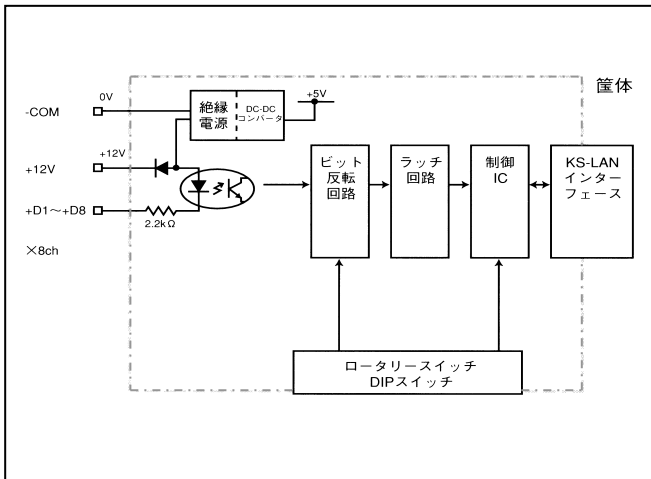 筐体
-COM
0V
絶縁
電源
DC-DC
コンバータ
+5V
+12V
+12V
+D1～+D8
2.2kΩ
×8ch
ビット
反転
回路
ラッチ
回路
制御
IC
KS-LAN
インター
フェース
ロータリースイッチ
DIPスイッチ